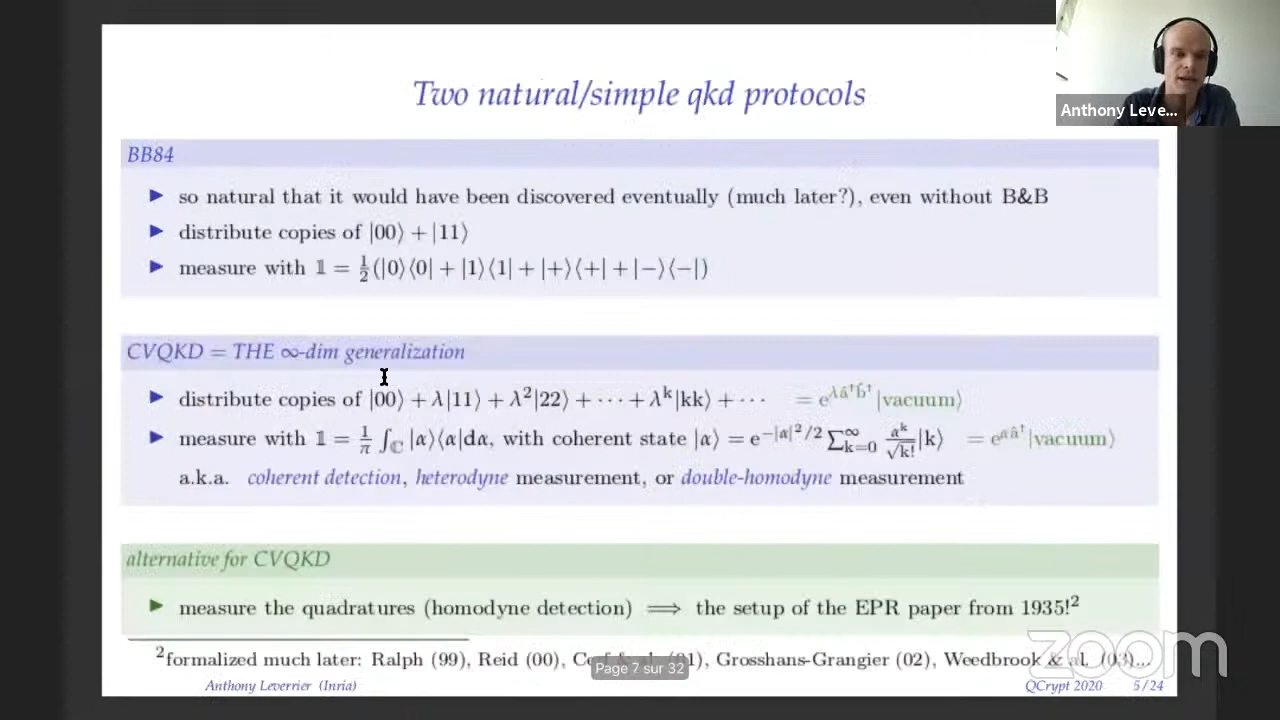 Two natural/simple qkd protocols
Anthony Leve...
BB84
▶ so natural that it would have been discovered eventually (much later?), even without B&B
▶ distribute copies of |00⟩ + |11⟩
▶ measure with 𝟙 = ½(|0⟩⟨0| + |1⟩⟨1| + |+⟩⟨+| + |−⟩⟨−|)
CVQKD = THE ∞-dim generalization
▶ distribute copies of |00⟩ + λ|11⟩ + λ²|22⟩ + ··· + λᵏ|kk⟩ + ··· = e^{λâ†b̂†}|vacuum⟩
▶ measure with 𝟙 = 1/π ∫_ℂ |α⟩⟨α|dα, with coherent state |α⟩ = e^{−|α|²/2} ∑_{k=0}^{∞} αᵏ/√k! |k⟩ = e^{αâ†}|vacuum⟩
a.k.a. coherent detection, heterodyne measurement, or double-homodyne measurement
alternative for CVQKD
▶ measure the quadratures (homodyne detection) ⟹ the setup of the EPR paper from 1935!²
²formalized much later: Ralph (99), Reid (00), Grosshans-Grangier (02), Weedbrook & al. (03)...
Page 7 sur 32
zoom
Anthony Leverrier (Inria) QCrypt 2020 5/24